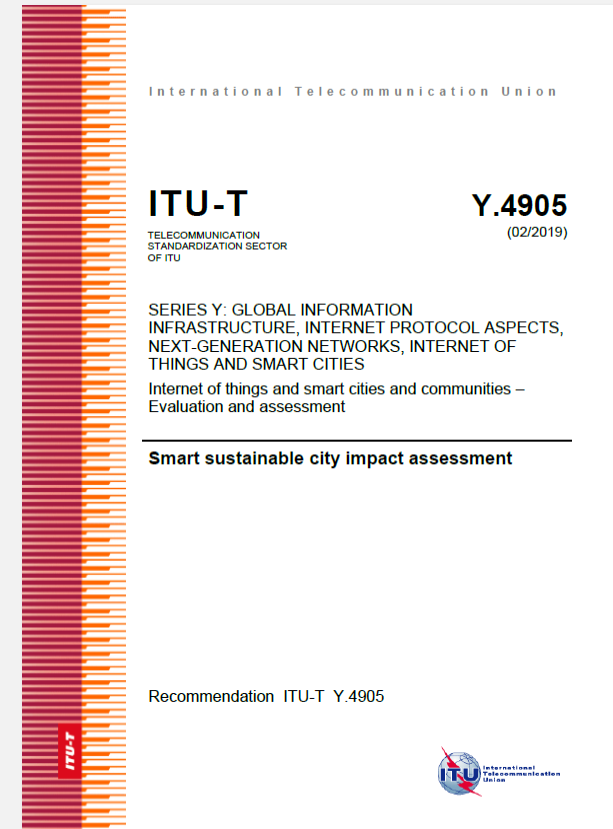 International Telecommunication Union
ITU-T
Y.4905
TELECOMMUNICATION
STANDARDIZATION SECTOR
OF ITU
(02/2019)
SERIES Y: GLOBAL INFORMATION
INFRASTRUCTURE, INTERNET PROTOCOL ASPECTS,
NEXT-GENERATION NETWORKS, INTERNET OF
THINGS AND SMART CITIES
Internet of things and smart cities and communities –
Evaluation and assessment
Smart sustainable city impact assessment
Recommendation ITU-T Y.4905
ITU-T
ITU
International
Telecommunication
Union